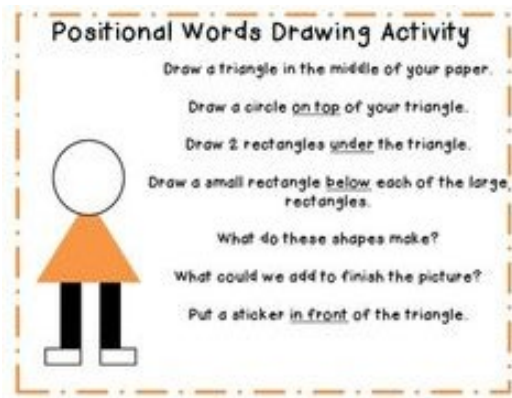 Positional Words Drawing Activity
Draw a triangle in the middle of your paper.
Draw a circle on top of your triangle.
Draw 2 rectangles under the triangle.
Draw a small rectangle below each of the large
rectangles.
What do these shapes make?
What could we add to finish the picture?
Put a sticker in front of the triangle.